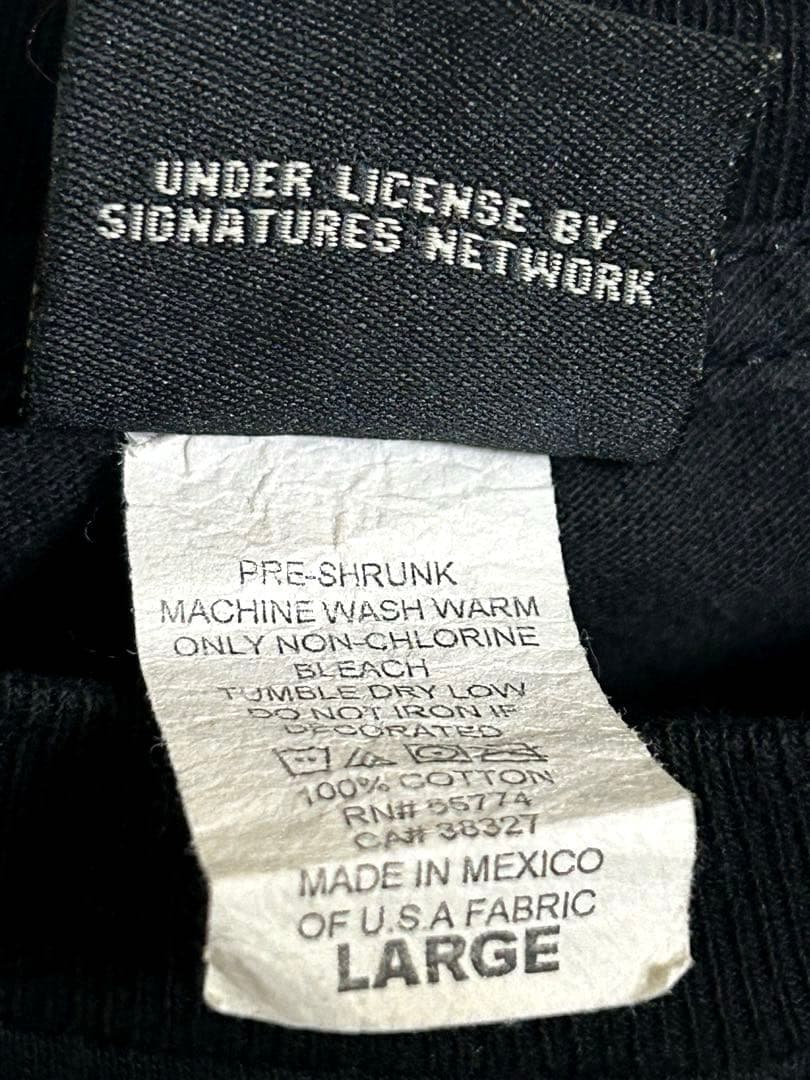 UNDER LICENSE BY
SIGNATURES NETWORK
PRE-SHRUNK
MACHINE WASH WARM
ONLY NON-CHLORINE
BLEACH
TUMBLE DRY LOW
DO NOT IRON IF
DECORATED
100% COTTON
RN# 55774
CA# 38327
MADE IN MEXICO
OF U.S.A FABRIC
LARGE